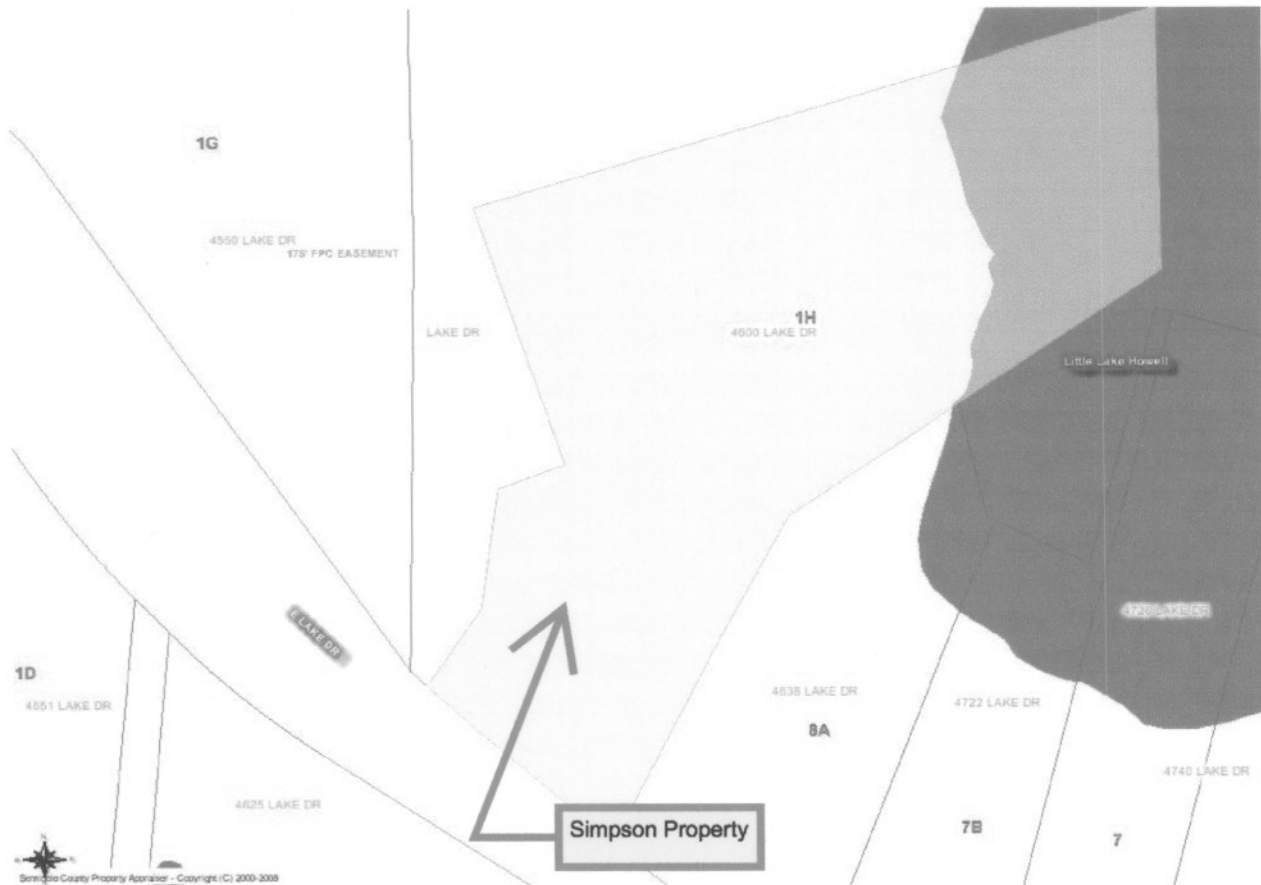 1G
4550 LAKE DR
175' FPC EASEMENT
LAKE DR
1H
4600 LAKE DR
Little Lake Howell
E LAKE DR
4726 LAKE DR
1D
4651 LAKE DR
4638 LAKE DR
8A
4722 LAKE DR
4740 LAKE DR
4625 LAKE DR
Simpson Property
7B
7
N
Seminole County Property Appraiser - Copyright (C) 2000-2008